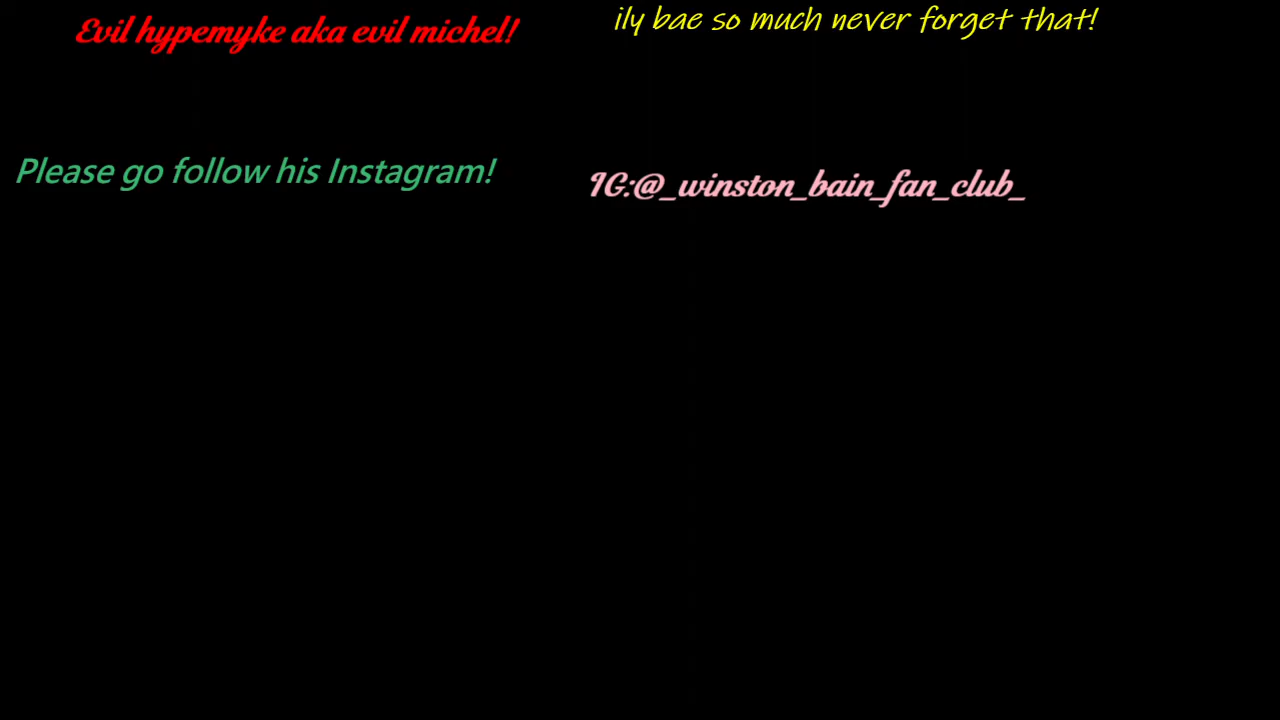 Evil hypemyke aka evil michel!
ily bae so much never forget that!
Please go follow his Instagram!
IG:@_winston_bain_fan_club_